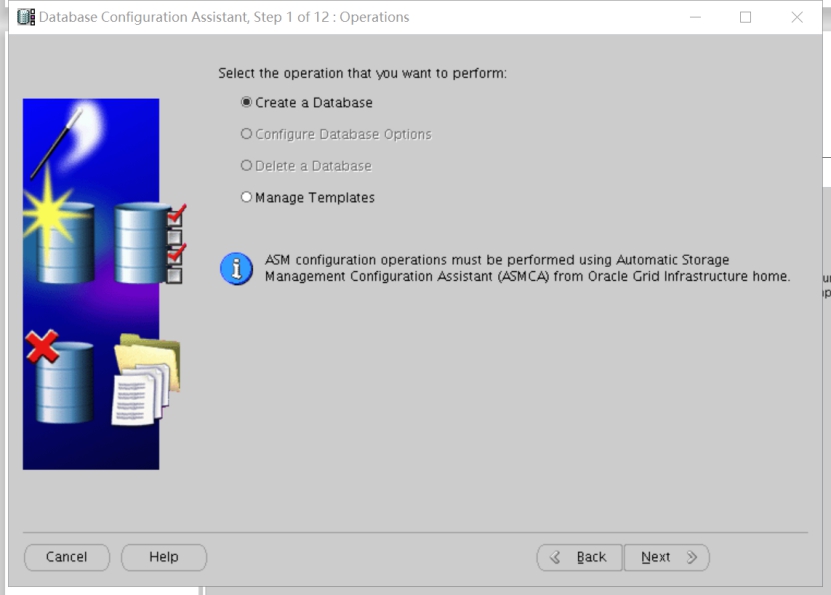 Database Configuration Assistant, Step 1 of 12 : Operations
Select the operation that you want to perform:
Create a Database
Configure Database Options
Delete a Database
Manage Templates
ASM configuration operations must be performed using Automatic Storage
Management Configuration Assistant (ASMCA) from Oracle Grid Infrastructure home.
Cancel
Help
Back
Next